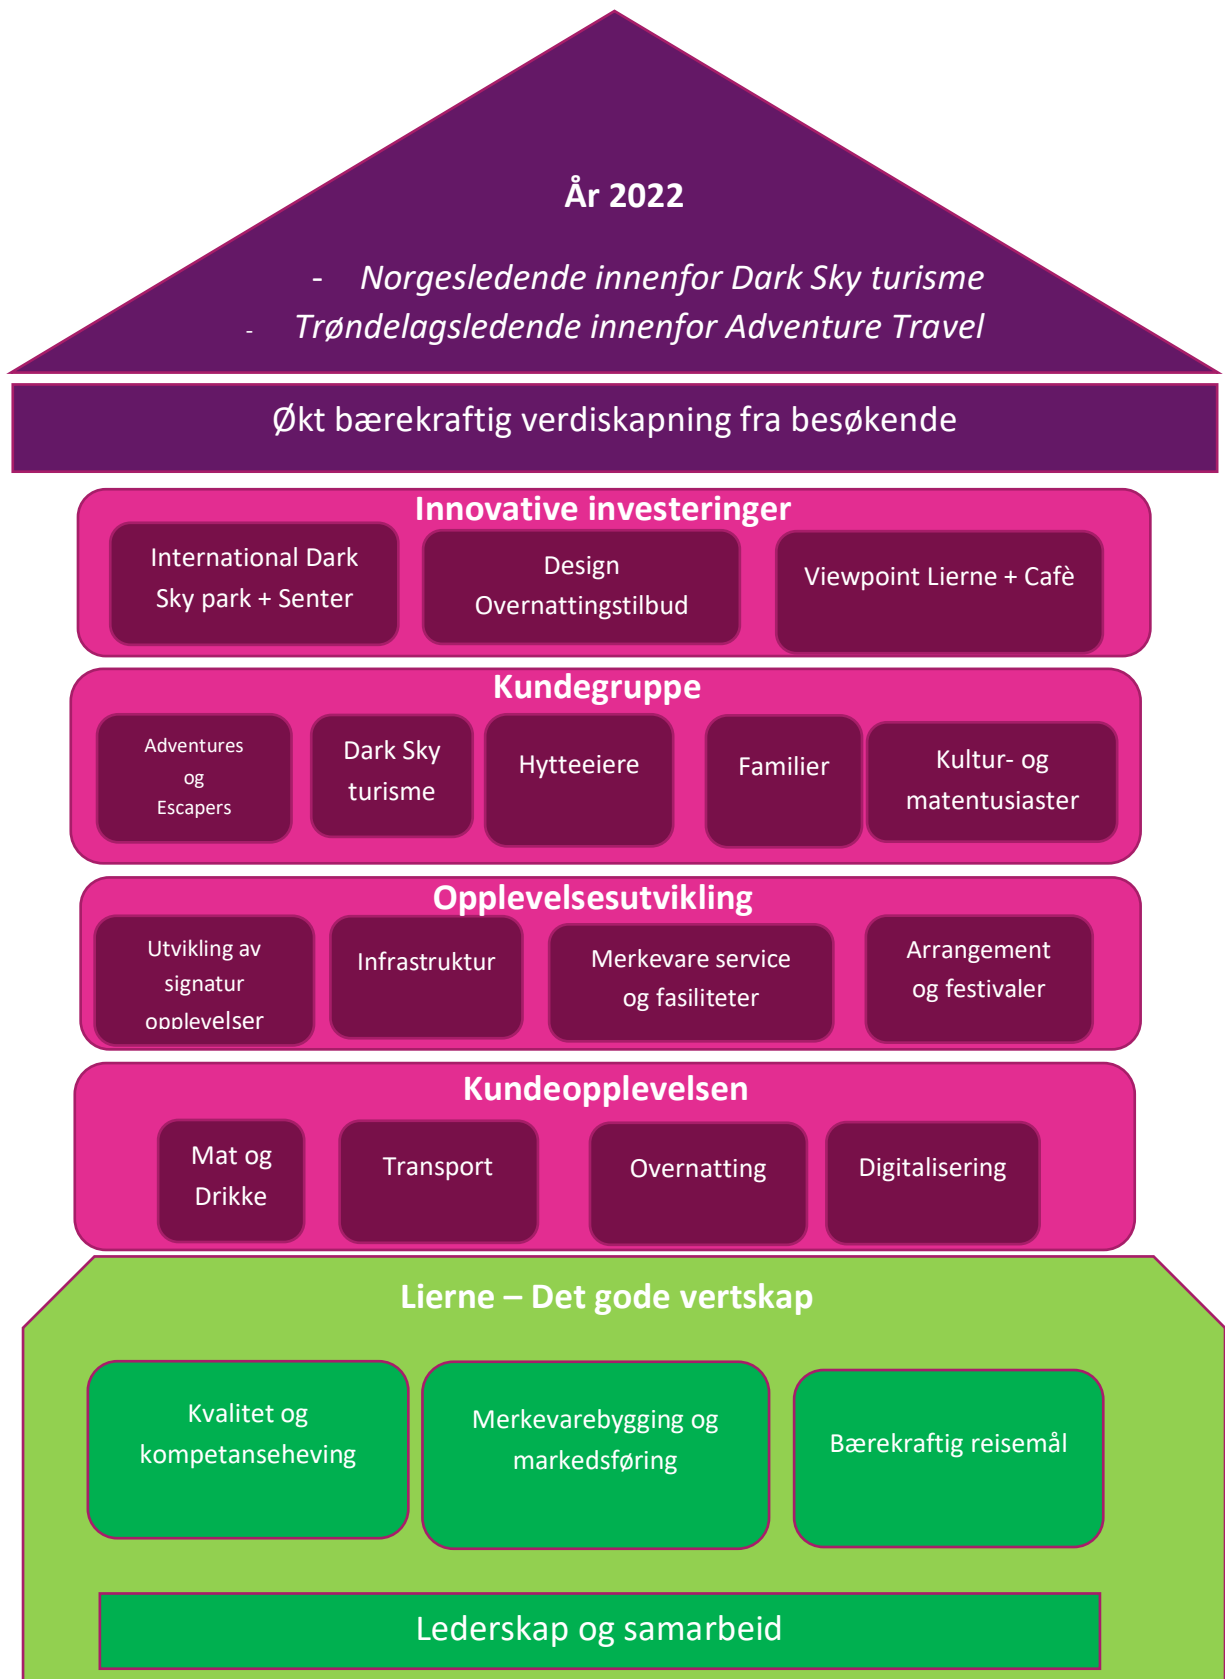 År 2022
- Norgesledende innenfor Dark Sky turisme
- Trøndelagsledende innenfor Adventure Travel
Økt bærekraftig verdiskapning fra besøkende
Innovative investeringer
International Dark
Sky park + Senter
Design
Overnattingstilbud
Viewpoint Lierne + Cafè
Kundegruppe
Adventures
og
Escapers
Dark Sky
turisme
Hytteeiere
Familier
Kultur- og
matentusiaster
Opplevelsesutvikling
Utvikling av
signatur
opplevelser
Infrastruktur
Merkevare service
og fasiliteter
Arrangement
og festivaler
Kundeopplevelsen
Mat og
Drikke
Transport
Overnatting
Digitalisering
Lierne – Det gode vertskap
Kvalitet og
kompetanseheving
Merkevarebygging og
markedsføring
Bærekraftig reisemål
Lederskap og samarbeid